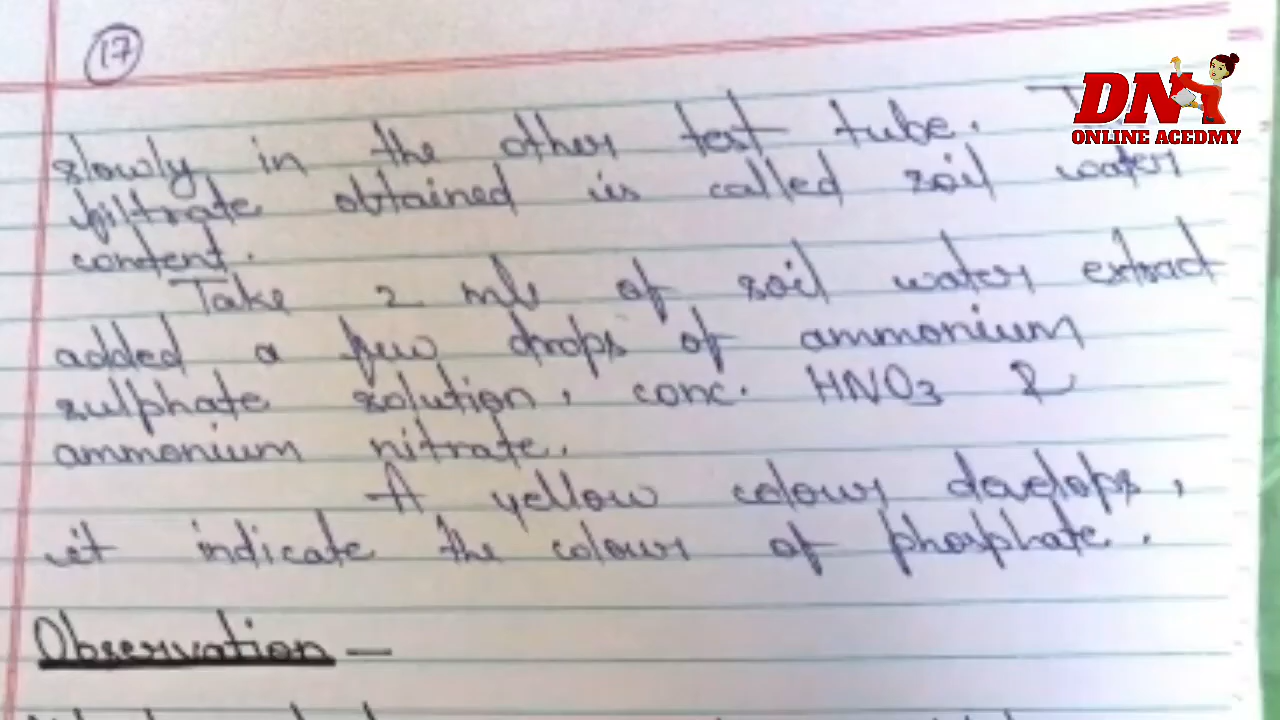 17
DN
ONLINE ACEDMY
slowly in the other test tube.
filtrate obtained is called soil water
content.
Take 2 ml of soil water extract
added a few drops of ammonium
sulphate solution, conc. HNO3 &
ammonium nitrate.
A yellow colour develops,
it indicate the colour of phosphate.
Observation —